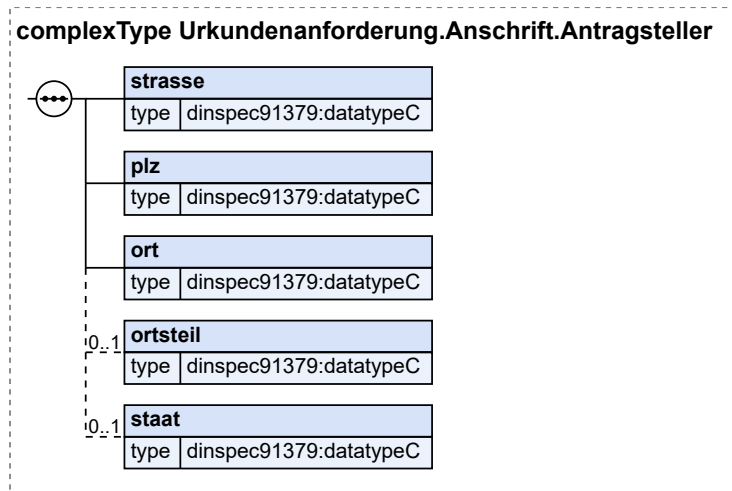 complexType Urkundenanforderung.Anschrift.Antragsteller
strasse
type dinspec91379:datatypeC
plz
type dinspec91379:datatypeC
ort
type dinspec91379:datatypeC
0..1 ortsteil
type dinspec91379:datatypeC
0..1 staat
type dinspec91379:datatypeC